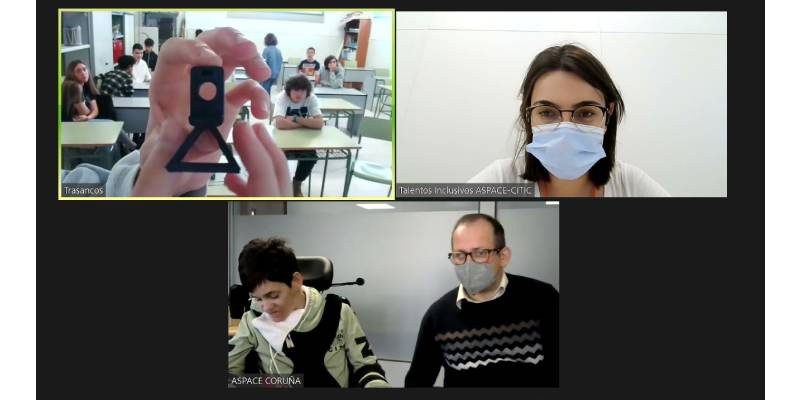 Trasancos
Talentos Inclusivos ASPACE-CITIC
ASPACE CORUÑA